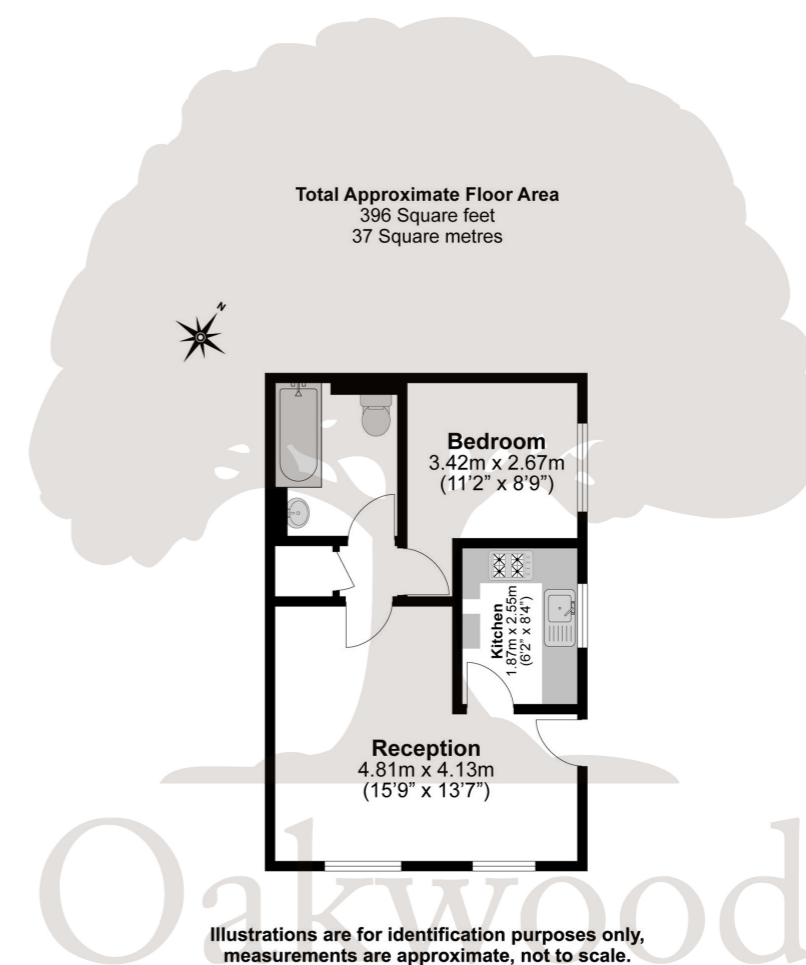 Total Approximate Floor Area
396 Square feet
37 Square metres
N
Bedroom
3.42m x 2.67m
(11’2” x 8’9”)
Kitchen
1.87m x 2.55m
(6’2” x 8’4”)
Reception
4.81m x 4.13m
(15’9” x 13’7”)
Oakwood
Illustrations are for identification purposes only,
measurements are approximate, not to scale.